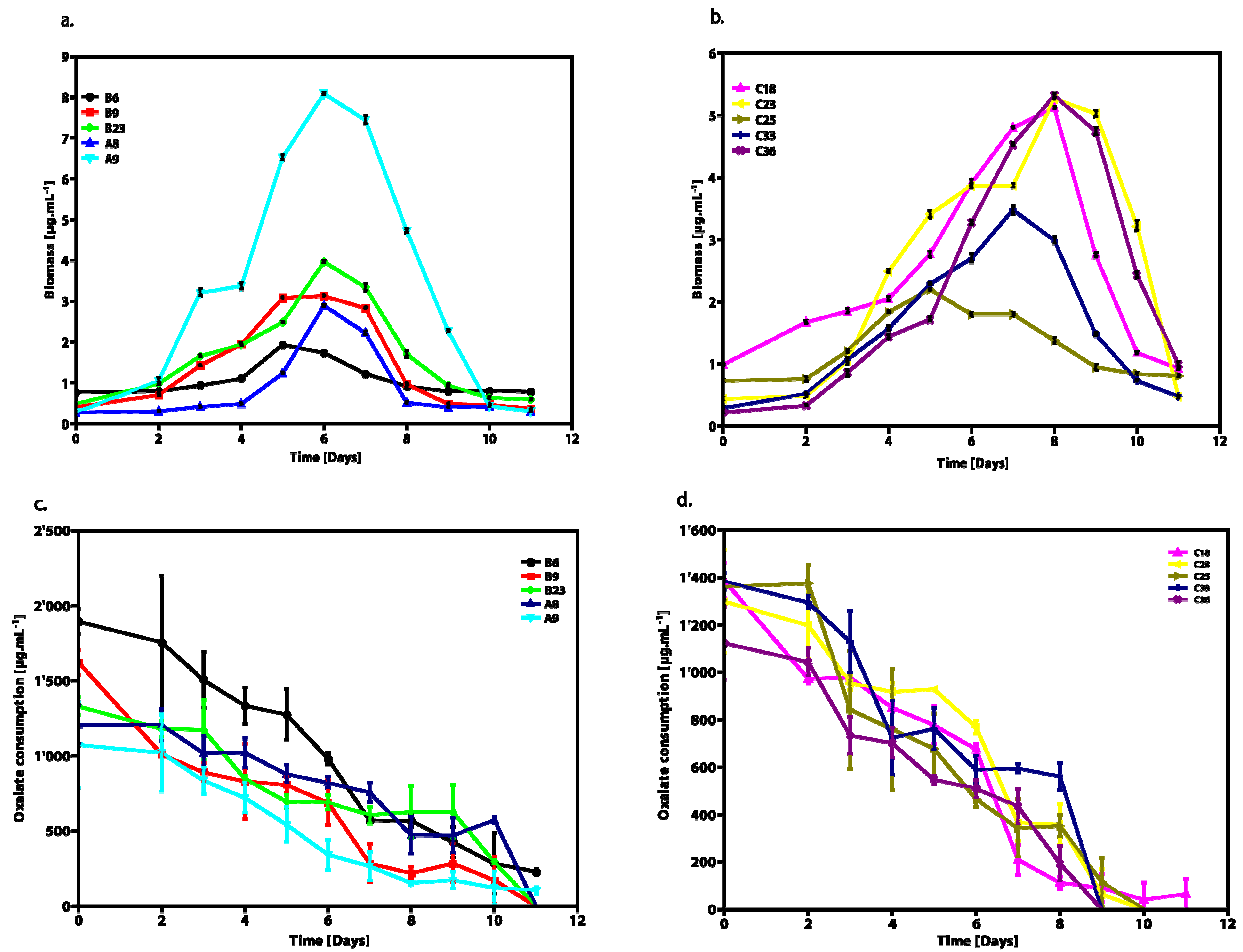 a.
9
8
7
6
5
4
3
2
1
0
Biomass [µg.mL⁻¹]
B6
B9
B23
A8
A9
0 2 4 6 8 10 12
Time [Days]
b.
6
5
4
3
2
1
0
Biomass [µg.mL⁻¹]
C18
C23
C25
C33
C36
0 2 4 6 8 10 12
Time [Days]
c.
2'500
2'000
1'500
1'000
500
0
Oxalate consumption [µg.mL⁻¹]
B6
B9
B23
A8
A9
0 2 4 6 8 10 12
Time [Days]
d.
1'600
1'400
1'200
1'000
800
600
400
200
0
Oxalate consumption [µg.mL⁻¹]
C18
C23
C25
C33
C36
0 2 4 6 8 10 12
Time [Days]